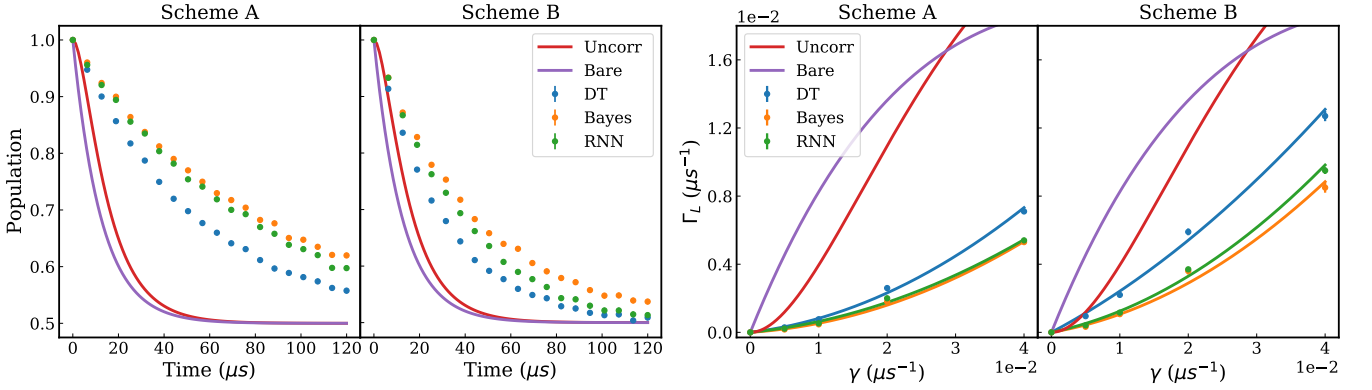 Scheme A
Scheme B
1.0
0.9
0.8
0.7
0.6
0.5
Population
0 20 40 60 80 100 120
Time (μs)
0 20 40 60 80 100 120
Time (μs)
Uncorr
Bare
DT
Bayes
RNN
1e−2
Scheme A
Scheme B
1.6
1.2
0.8
0.4
0.0
Γ_L (μs⁻¹)
Uncorr
Bare
DT
Bayes
RNN
0 1 2 3 4
1e−2
γ (μs⁻¹)
0 1 2 3 4
1e−2
γ (μs⁻¹)